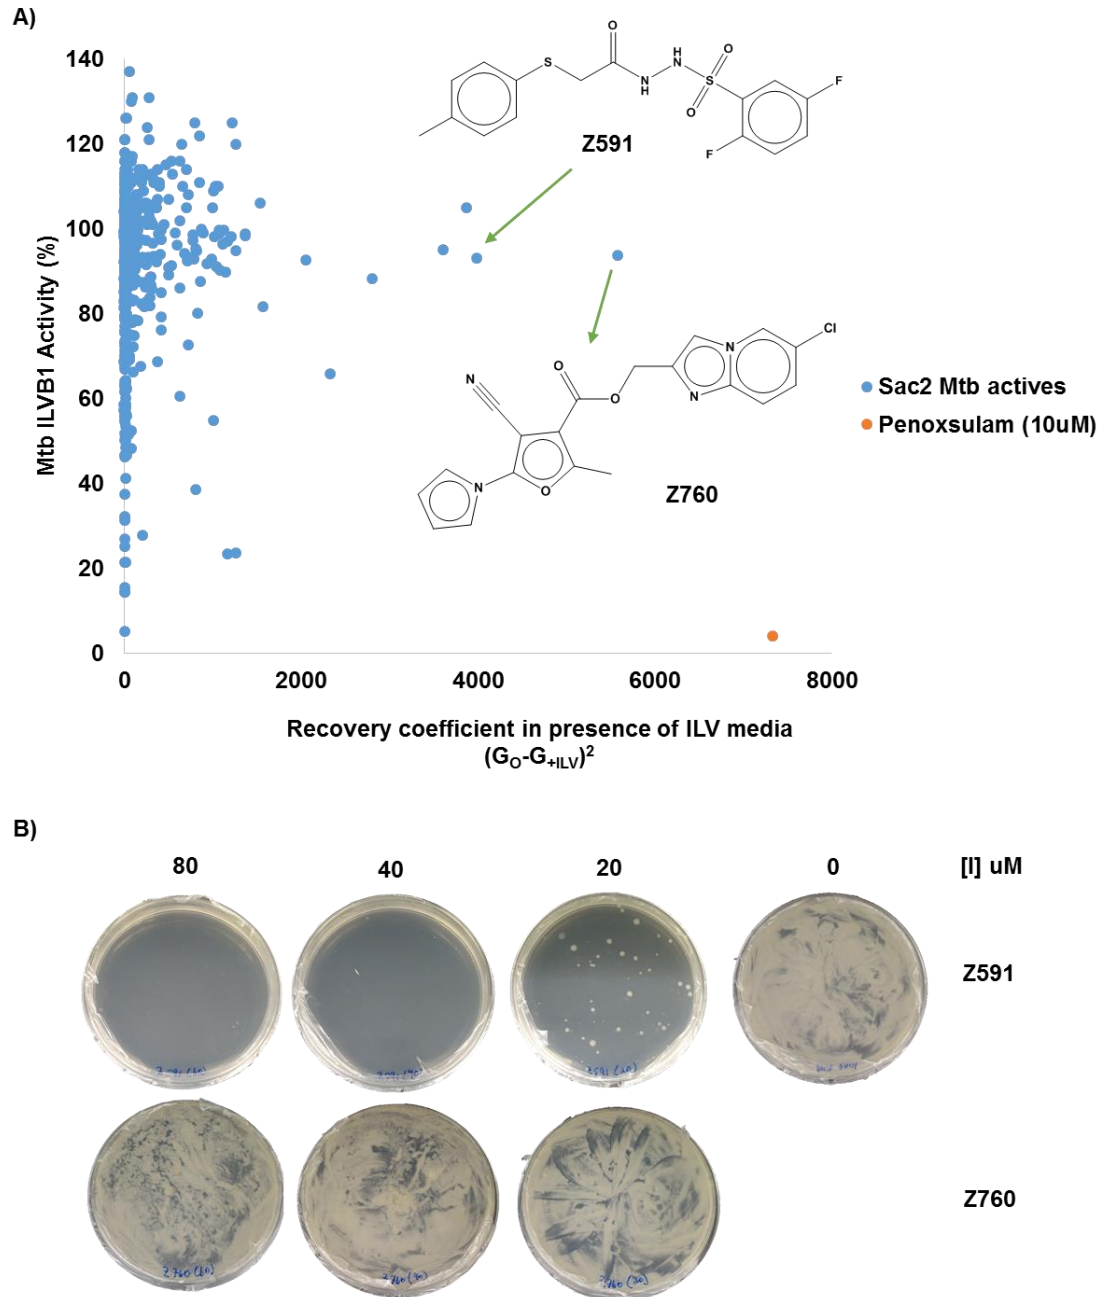 A)
140
120
100
80
60
40
20
0
Mtb ILVB1 Activity (%)
0 2000 4000 6000 8000
Recovery coefficient in presence of ILV media
(GO-G+ILV)2
O
S
N
H
H
N
S
O
O
F
F
Z591
N
O
O
N
N
Cl
N
O
Z760
Sac2 Mtb actives
Penoxsulam (10uM)
B)
80 40 20 0 [I] uM
Z591
Z760
Z760 (80)